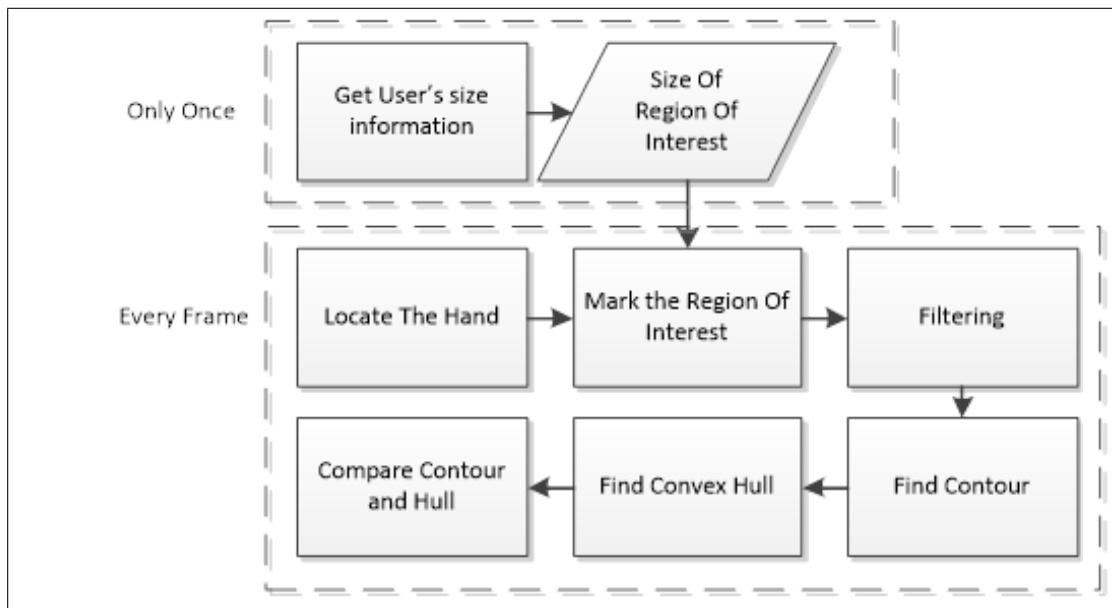 Only Once
Get User's size
information
Size Of
Region Of
Interest
Every Frame
Locate The Hand
Mark the Region Of
Interest
Filtering
Compare Contour
and Hull
Find Convex Hull
Find Contour